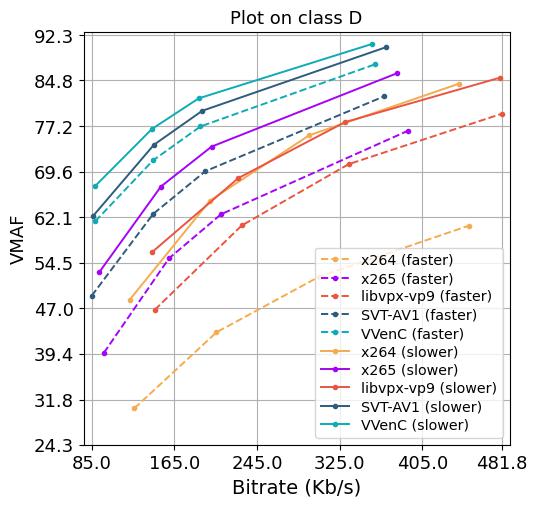 Plot on class D
92.3
84.8
77.2
69.6
62.1
54.5
47.0
39.4
31.8
24.3
VMAF
x264 (faster)
x265 (faster)
libvpx-vp9 (faster)
SVT-AV1 (faster)
VVenC (faster)
x264 (slower)
x265 (slower)
libvpx-vp9 (slower)
SVT-AV1 (slower)
VVenC (slower)
85.0 165.0 245.0 325.0 405.0 481.8
Bitrate (Kb/s)